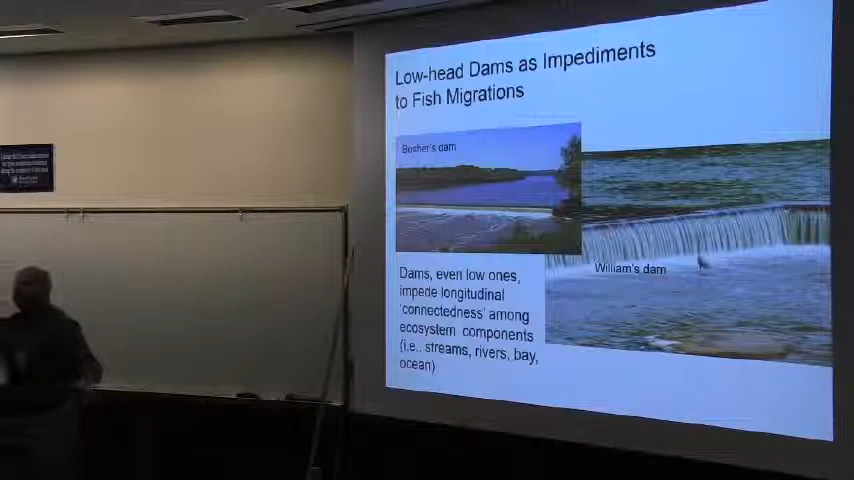 Low-head Dams as Impediments
to Fish Migrations
Bosher's dam
William's dam
Dams, even low ones,
impede longitudinal
'connectedness' among
ecosystem components
(i.e.. streams, rivers, bay,
ocean)